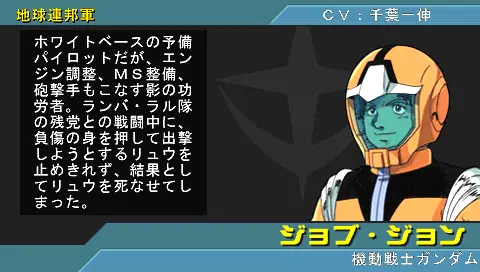 地球連邦軍
CV:千葉一伸
ホワイトベースの予備
パイロットだが、エン
ジン調整、MS整備、
砲撃手もこなす影の功
労者。ランバ・ラル隊
の残党との戦闘中に、
負傷の身を押して出撃
しようとするリュウを
止めきれず、結果とし
てリュウを死なせてし
まった。
ジョブ・ジョン
機動戦士ガンダム